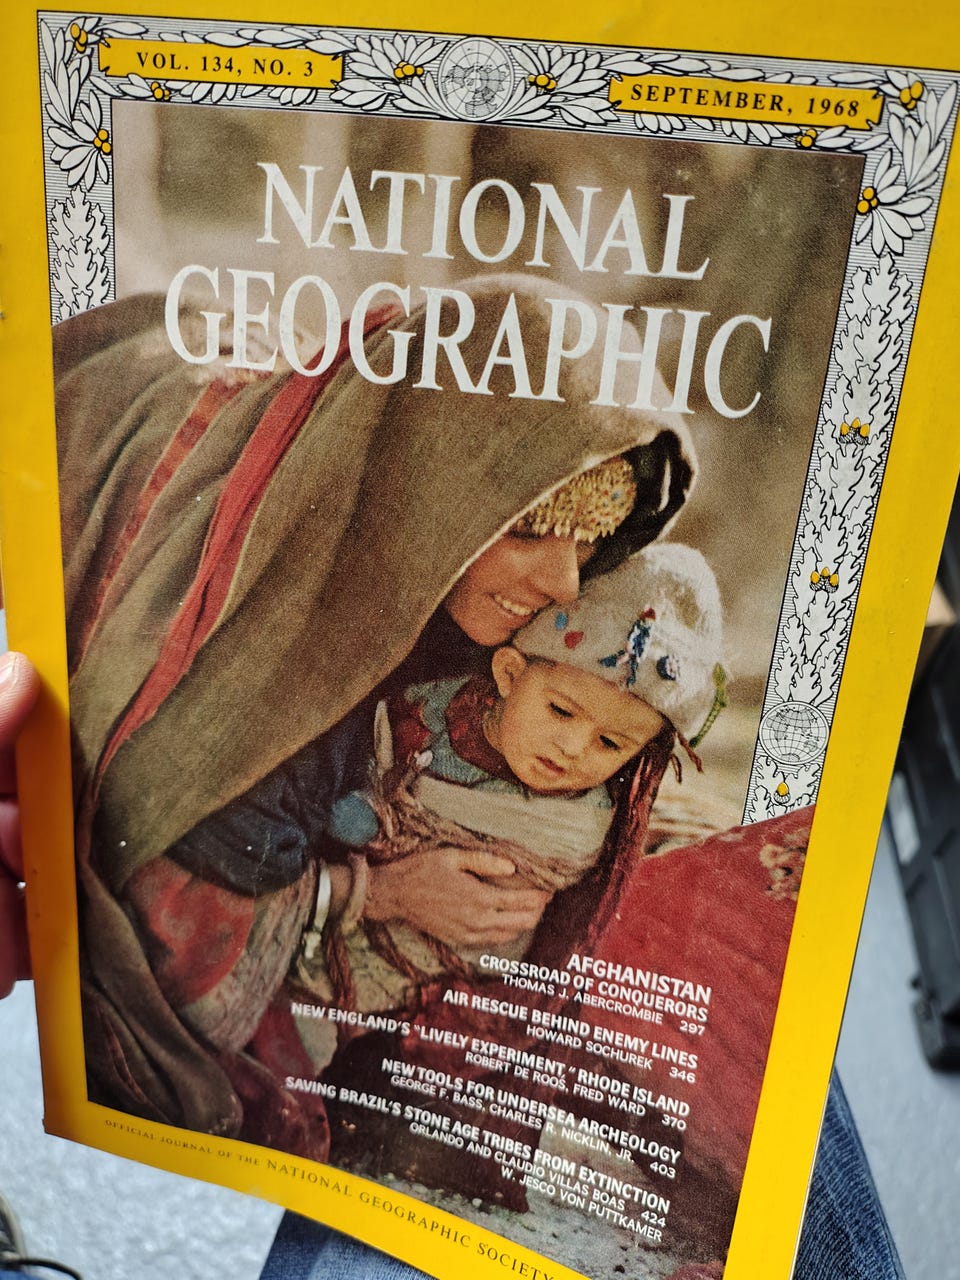 VOL. 134, NO. 3
SEPTEMBER, 1968
NATIONAL
GEOGRAPHIC
AFGHANISTAN
CROSSROAD OF CONQUERORS
THOMAS J. ABERCROMBIE 297
AIR RESCUE BEHIND ENEMY LINES
HOWARD SOCHUREK 346
NEW ENGLAND'S "LIVELY EXPERIMENT," RHODE ISLAND
ROBERT DE ROOS, FRED WARD 370
NEW TOOLS FOR UNDERSEA ARCHEOLOGY
GEORGE F. BASS, CHARLES R. NICKLIN, JR. 403
SAVING BRAZIL'S STONE AGE TRIBES FROM EXTINCTION
ORLANDO AND CLAUDIO VILLAS BOAS 424
W. JESCO VON PUTTKAMER
OFFICIAL JOURNAL OF THE NATIONAL GEOGRAPHIC SOCIETY